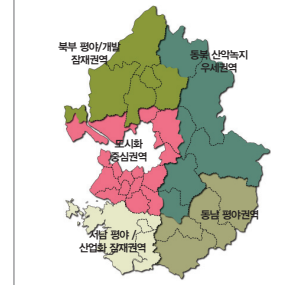 북부 평야/개발
잠재권역
동북 산악녹지
우세권역
도시화
중심권역
동남 평야권역
서남 평야 /
산업화 잠재권역